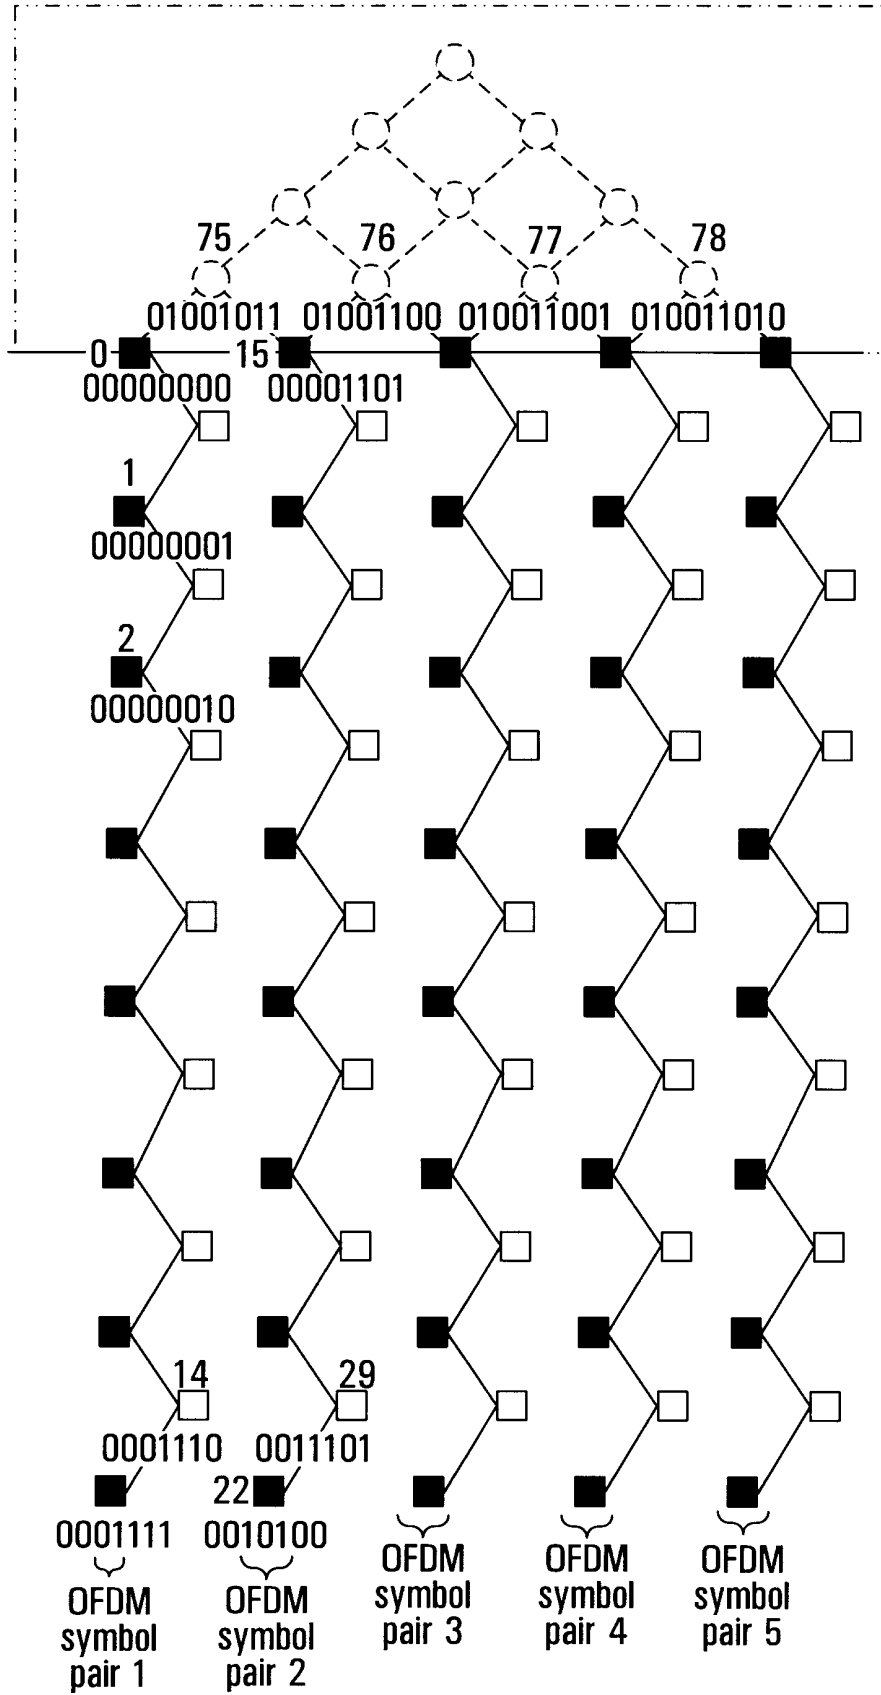 75 76 77 78
01001011 01001100 010011001 010011010
0 15
00000000 00001101
1
00000001
2
00000010
14 29
0001110 0011101
22
0001111 0010100
OFDM symbol pair 1
OFDM symbol pair 2
OFDM symbol pair 3
OFDM symbol pair 4
OFDM symbol pair 5